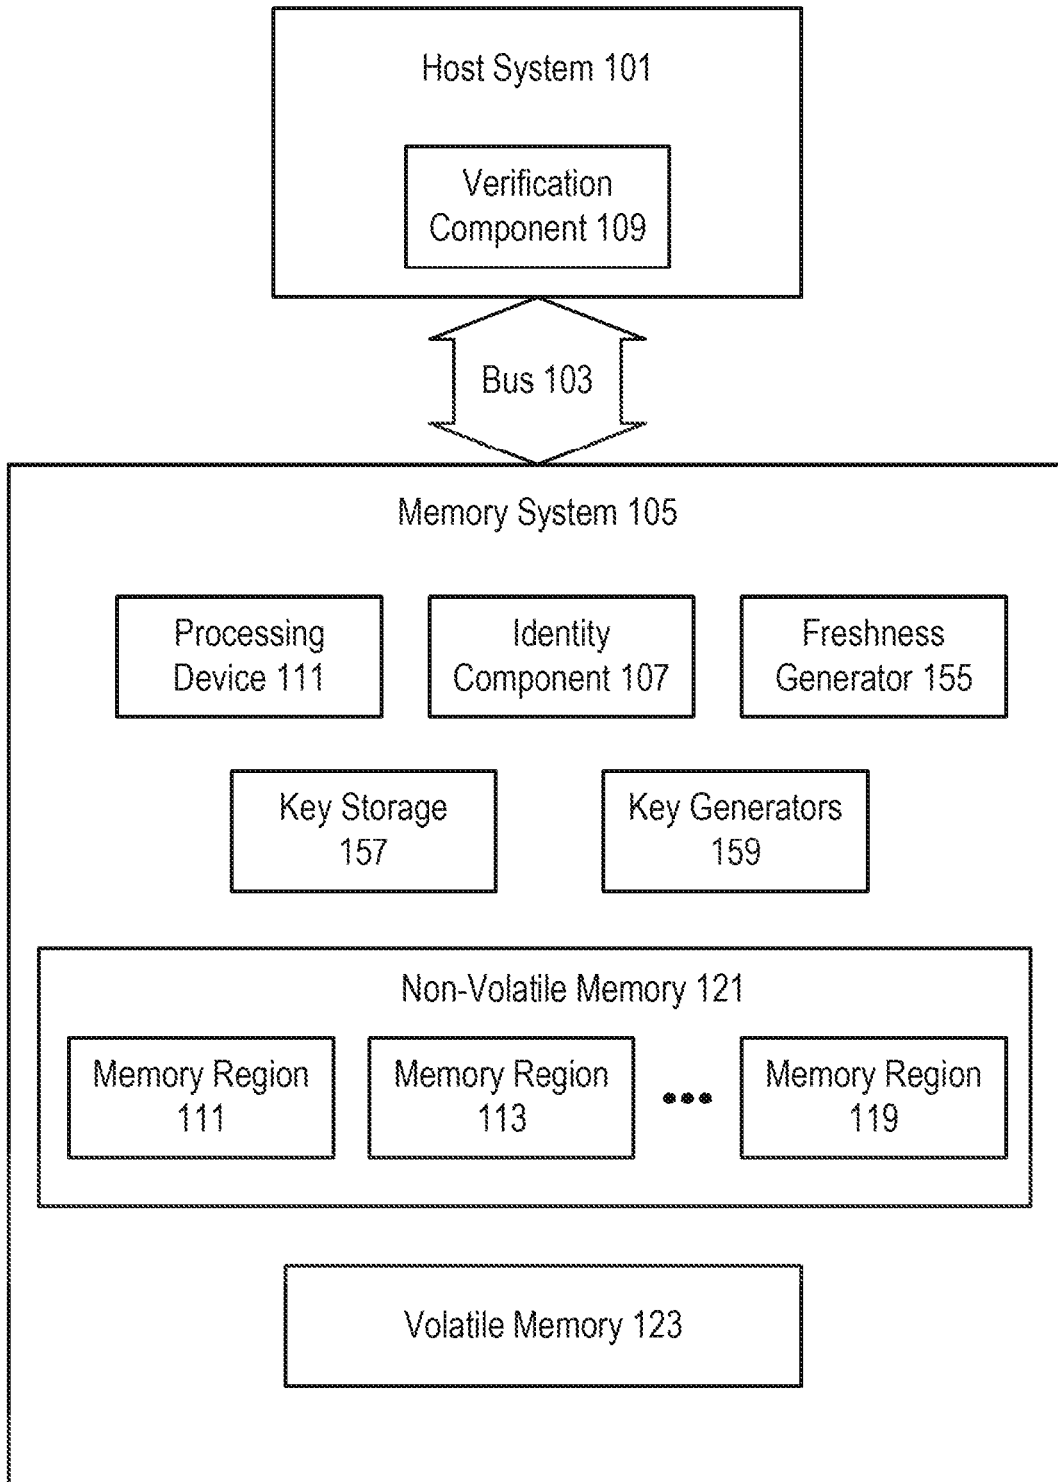 Host System 101
Verification
Component 109
Bus 103
Memory System 105
Processing
Device 111
Identity
Component 107
Freshness
Generator 155
Key Storage
157
Key Generators
159
Non-Volatile Memory 121
Memory Region
111
Memory Region
113
Memory Region
119
Volatile Memory 123